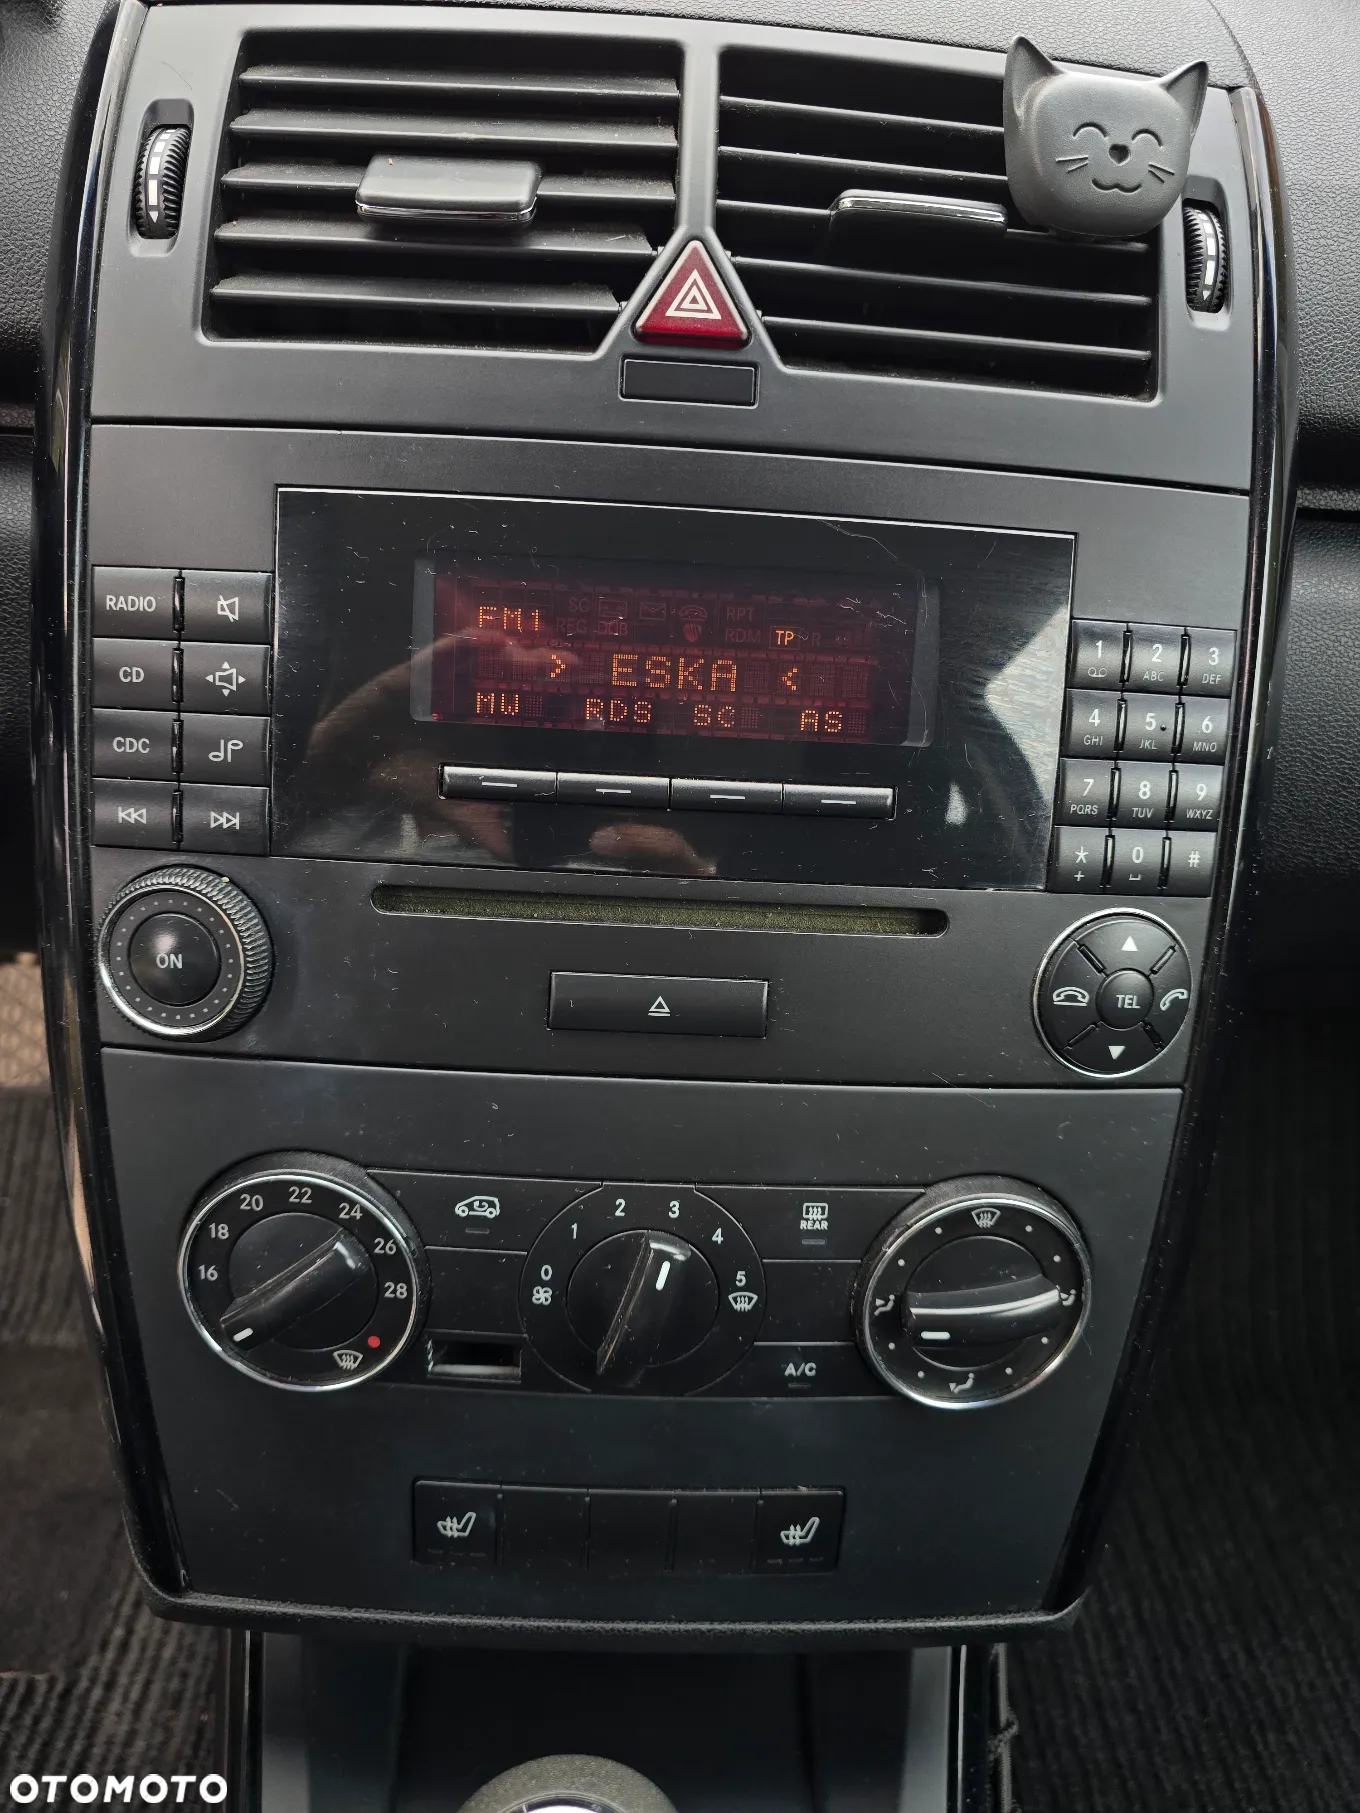 FM1 SC RPT
REG DUB RDM TP R
> ESKA <
MW RDS SC AS
RADIO
CD
CDC
1 2 3
ABC DEF
4 5 6
GHI JKL MNO
7 8 9
PQRS TUV WXYZ
* 0 #
+
ON
TEL
16 18 20 22 24 26 28
0 1 2 3 4 5
REAR
A/C
OTOMOTO